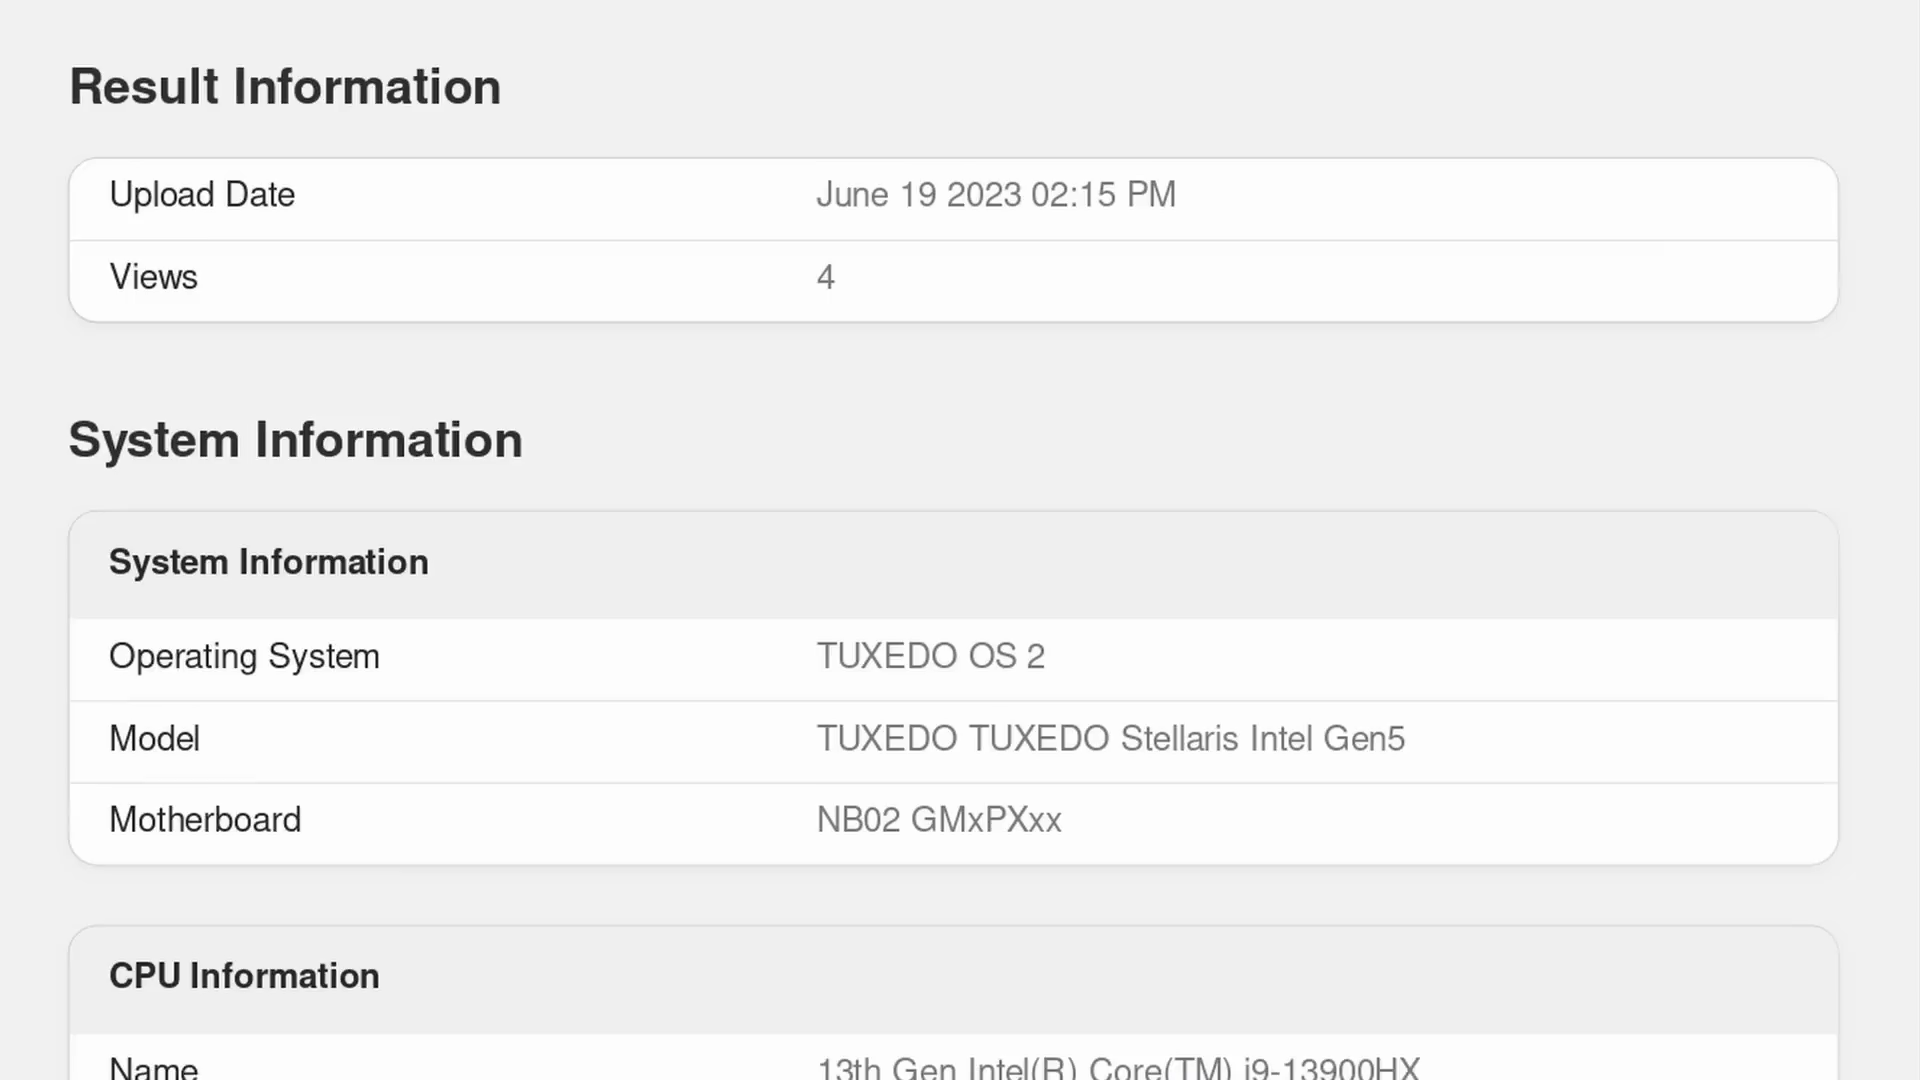 Result Information
Upload Date June 19 2023 02:15 PM
Views 4
System Information
System Information
Operating System TUXEDO OS 2
Model TUXEDO TUXEDO Stellaris Intel Gen5
Motherboard NB02 GMxPXxx
CPU Information
Name 13th Gen Intel(R) Core(TM) i9-13900HX